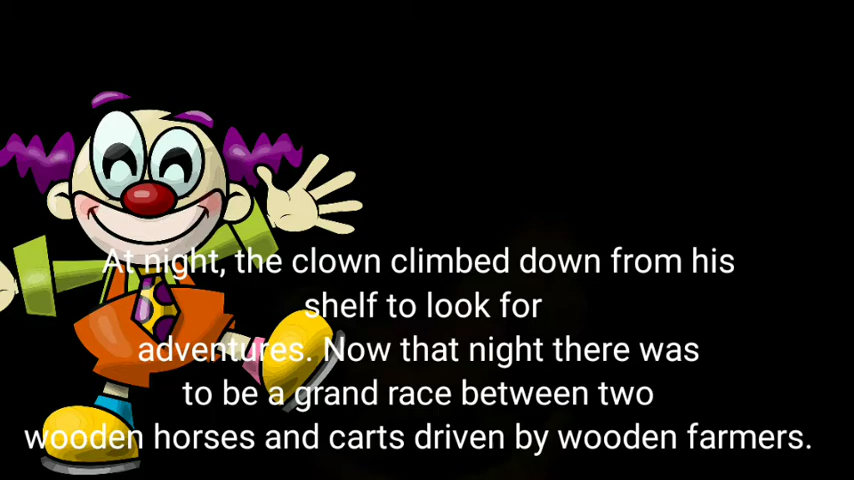 At night, the clown climbed down from his
shelf to look for
adventures. Now that night there was
to be a grand race between two
wooden horses and carts driven by wooden farmers.